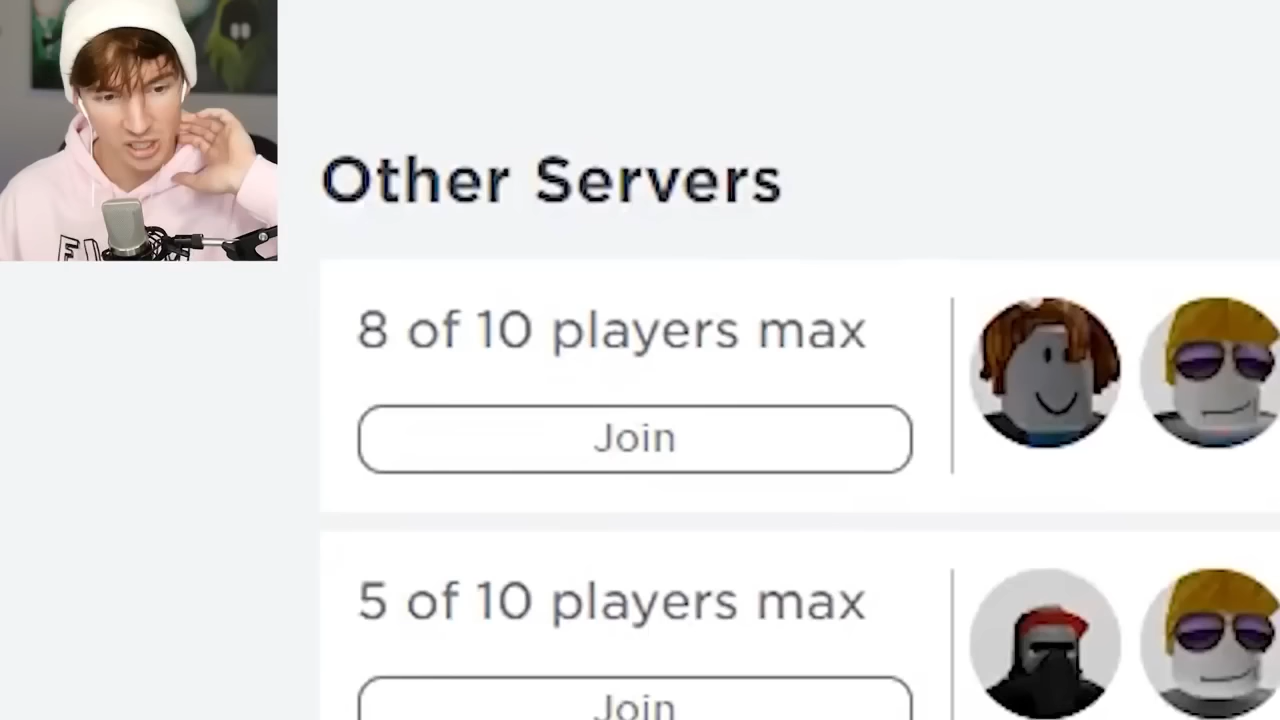 Other Servers
8 of 10 players max
Join
5 of 10 players max
Join